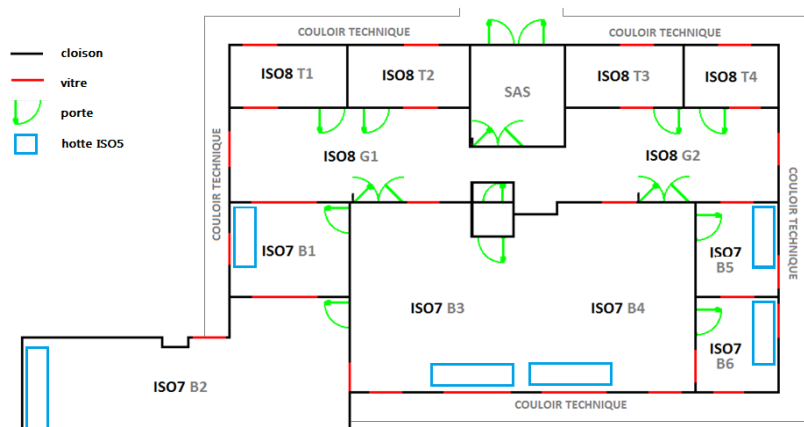 COULOIR TECHNIQUE
COULOIR TECHNIQUE
cloison
vitre
porte
hotte ISO5
ISO8 T1
ISO8 T2
SAS
ISO8 T3
ISO8 T4
ISO8 G1
ISO8 G2
COULOIR TECHNIQUE
COULOIR TECHNIQUE
ISO7 B1
ISO7
B5
ISO7 B3
ISO7 B4
ISO7
B6
ISO7 B2
COULOIR TECHNIQUE